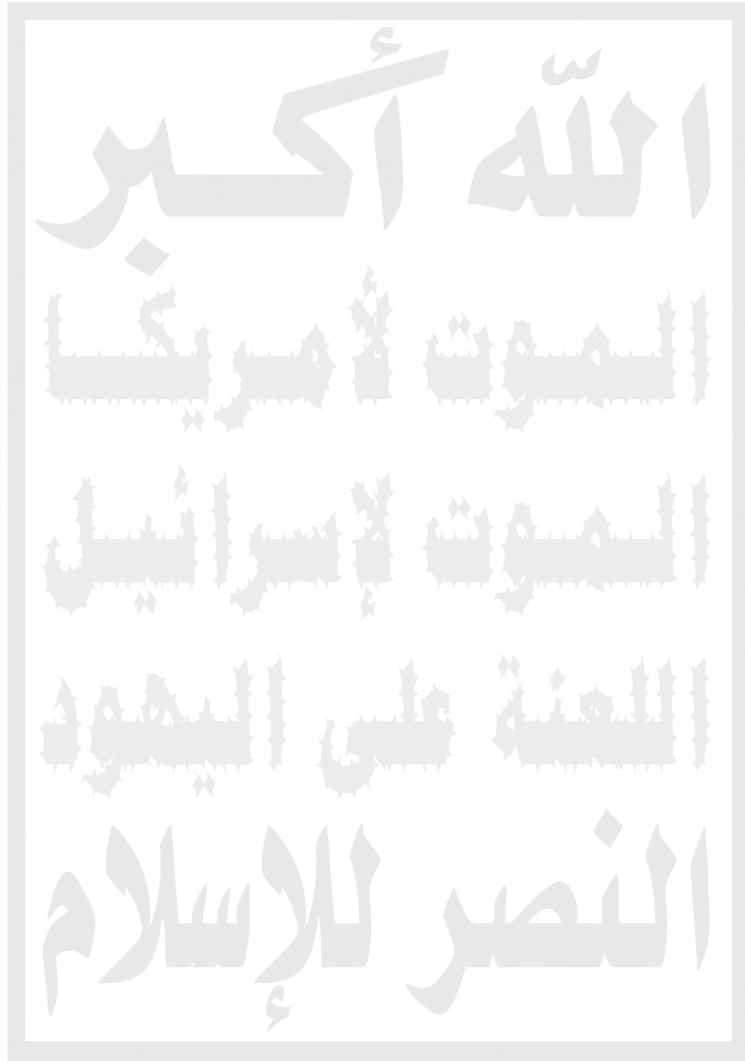 الله أكبر
الموت لأمريكا
الموت لإسرائيل
اللعنة على اليهود
النصر للإسلام